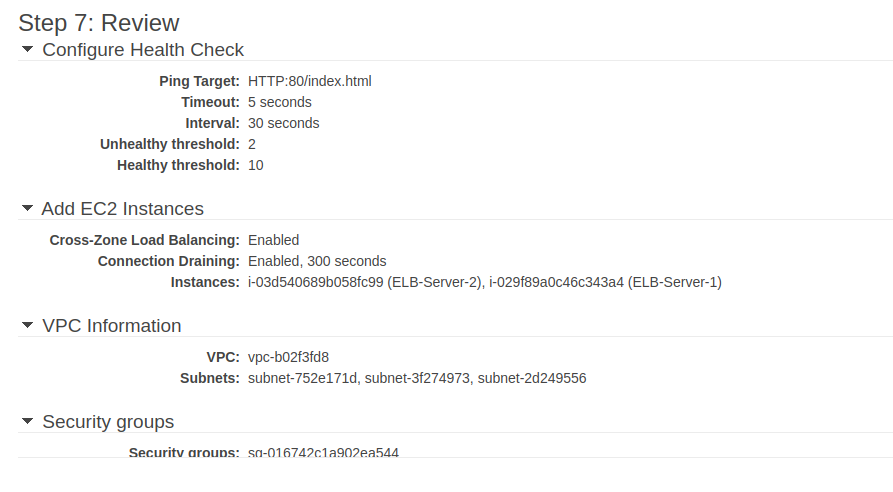 Step 7: Review
Configure Health Check
Ping Target: HTTP:80/index.html
Timeout: 5 seconds
Interval: 30 seconds
Unhealthy threshold: 2
Healthy threshold: 10
Add EC2 Instances
Cross-Zone Load Balancing: Enabled
Connection Draining: Enabled, 300 seconds
Instances: i-03d540689b058fc99 (ELB-Server-2), i-029f89a0c46c343a4 (ELB-Server-1)
VPC Information
VPC: vpc-b02f3fd8
Subnets: subnet-752e171d, subnet-3f274973, subnet-2d249556
Security groups
Security groups: sg-016742c1a902ea544